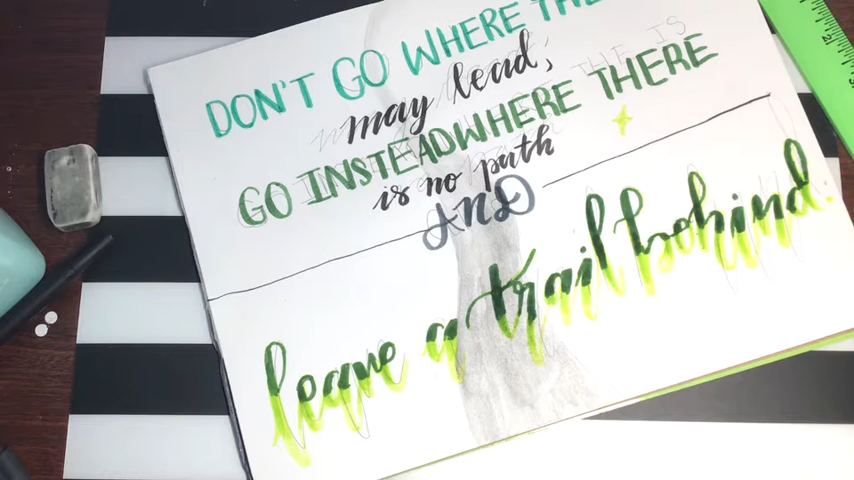 DON'T GO WHERE THE
may lead,
GO INSTEAD WHERE THERE
is no path
AND
leave a trail behind.